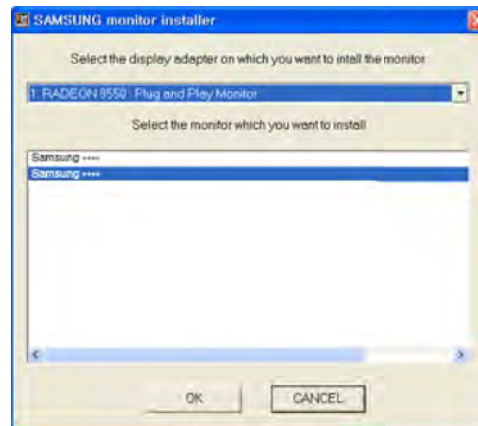 SAMSUNG monitor installer
Select the display adapter on which you want to intall the monitor
1. RADEON 9550 : Plug and Play Monitor
Select the monitor which you want to install
Samsung ****
Samsung ****
OK
CANCEL